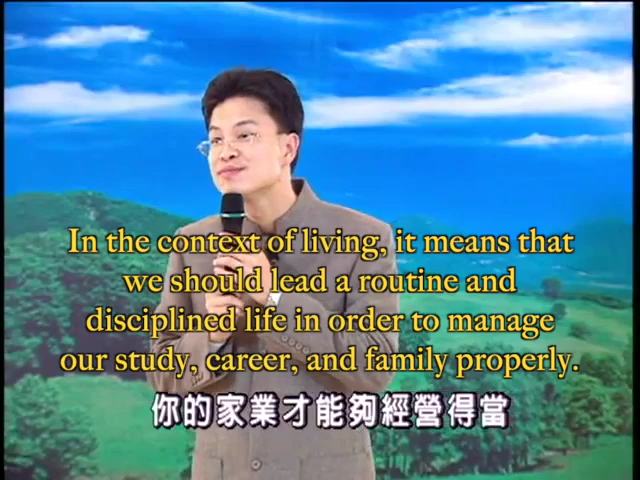 In the context of living, it means that
we should lead a routine and
disciplined life in order to manage
our study, career, and family properly.
你的家業才能夠經營得當